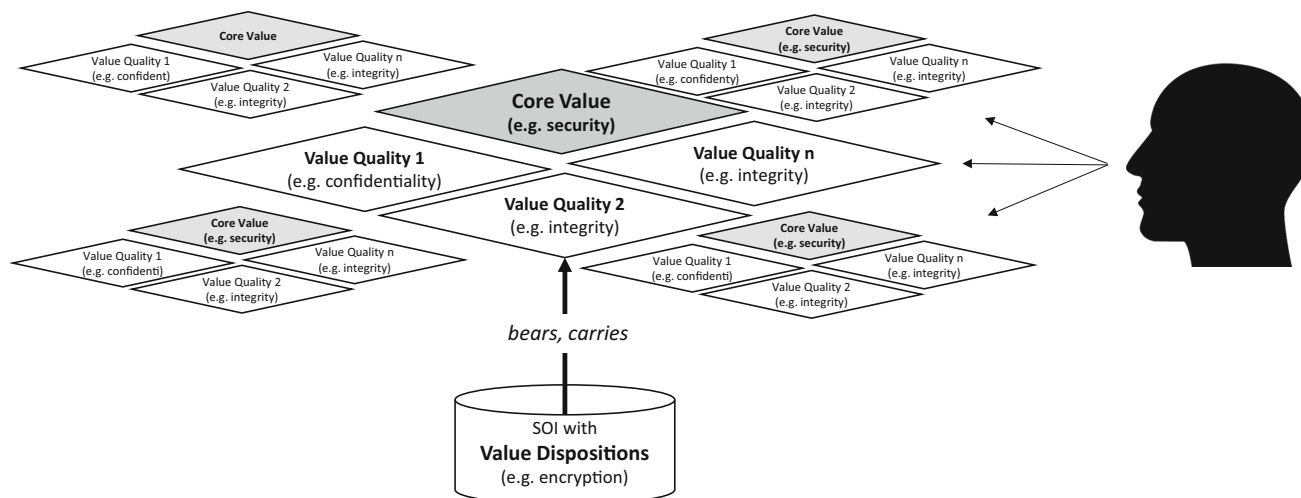 Core Value
Value Quality 1
(e.g. confident)
Value Quality n
(e.g. integrity)
Value Quality 2
(e.g. integrity)
Core Value
(e.g. security)
Value Quality 1
(e.g. confidenty)
Value Quality n
(e.g. integrity)
Value Quality 2
(e.g. integrity)
Core Value
(e.g. security)
Value Quality 1
(e.g. confidentiality)
Value Quality n
(e.g. integrity)
Value Quality 2
(e.g. integrity)
Core Value
(e.g. security)
Value Quality 1
(e.g. confidenti)
Value Quality n
(e.g. integrity)
Value Quality 2
(e.g. integrity)
Core Value
(e.g. security)
Value Quality 1
(e.g. confidenti)
Value Quality n
(e.g. integrity)
Value Quality 2
(e.g. integrity)
bears, carries
SOI with
Value Dispositions
(e.g. encryption)